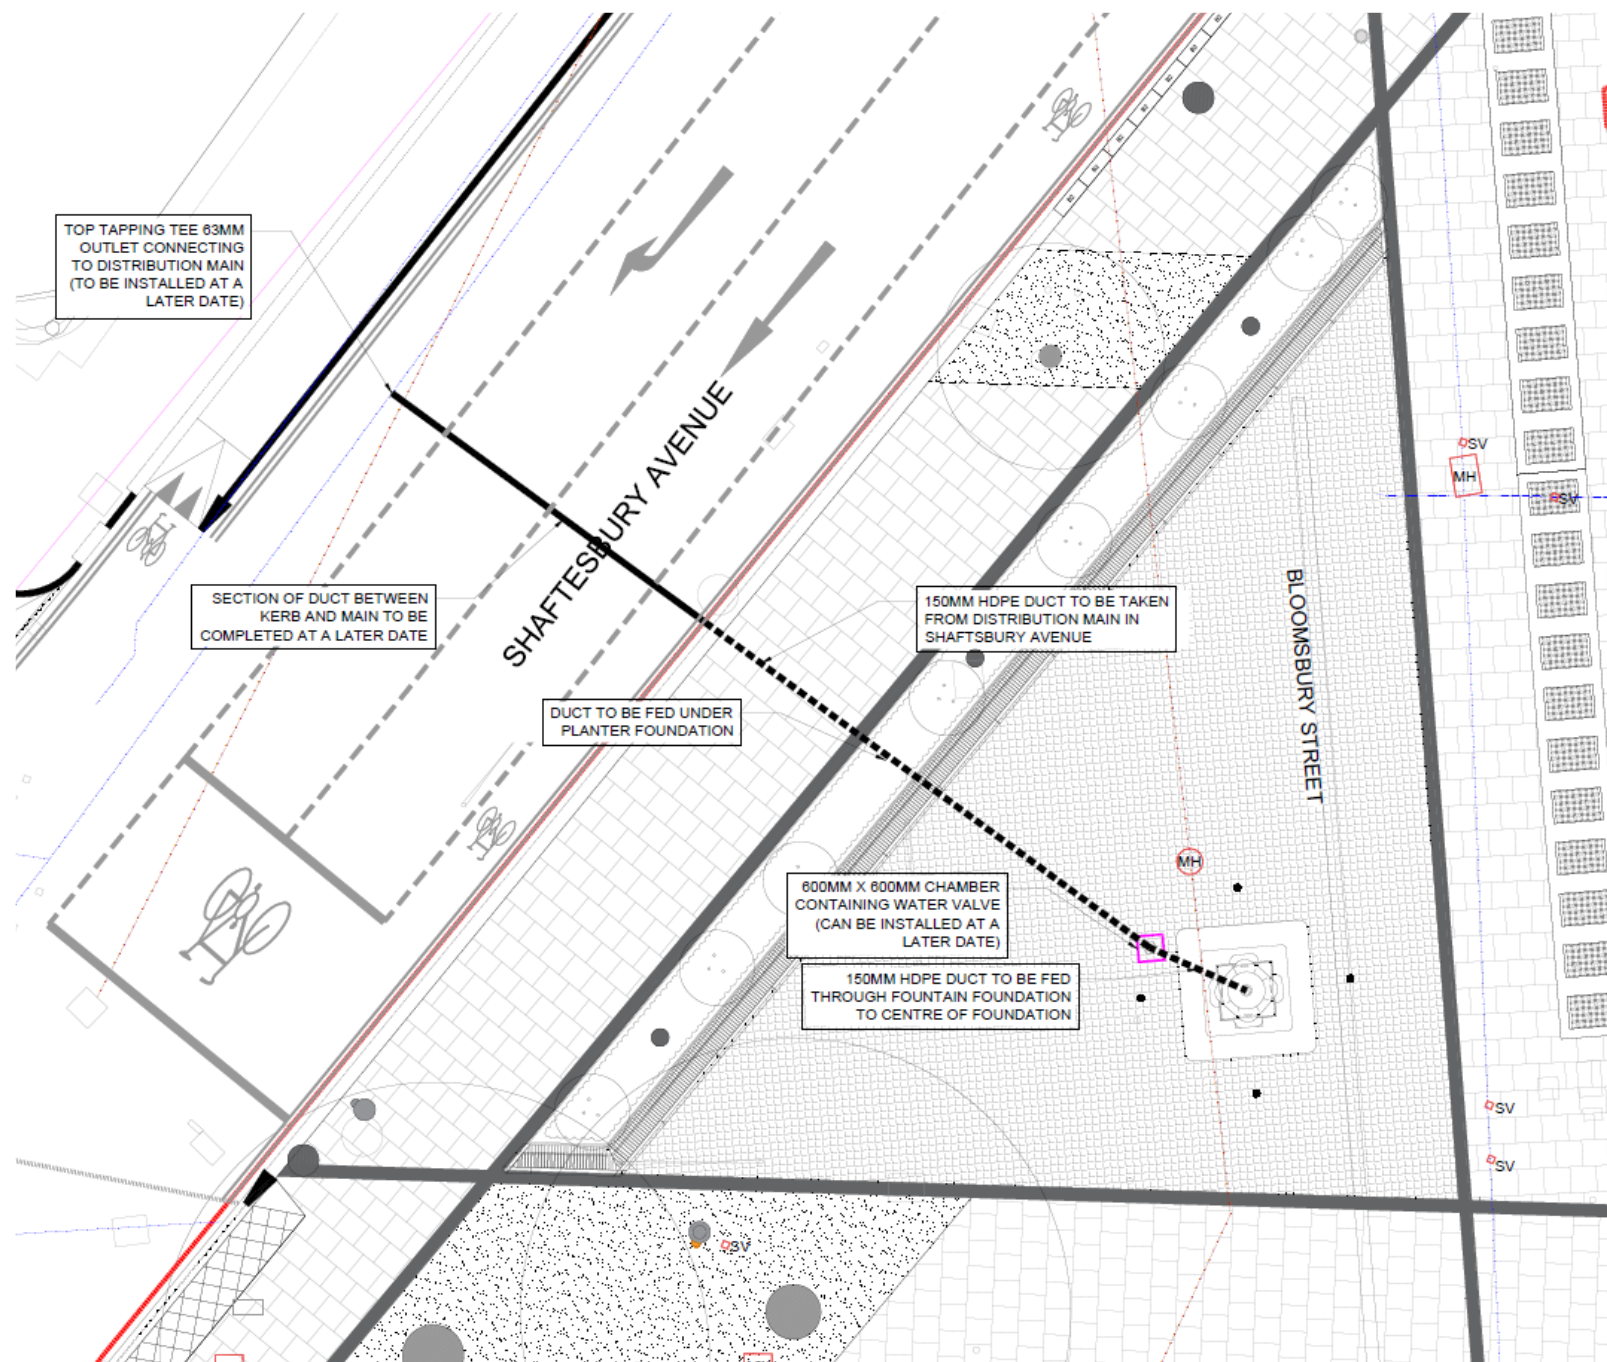 TOP TAPPING TEE 63MM
OUTLET CONNECTING
TO DISTRIBUTION MAIN
(TO BE INSTALLED AT A
LATER DATE)
SHAFTESBURY AVENUE
SV
MH
SV
SECTION OF DUCT BETWEEN
KERB AND MAIN TO BE
COMPLETED AT A LATER DATE
150MM HDPE DUCT TO BE TAKEN
FROM DISTRIBUTION MAIN IN
SHAFTSBURY AVENUE
BLOOMSBURY STREET
DUCT TO BE FED UNDER
PLANTER FOUNDATION
MH
600MM X 600MM CHAMBER
CONTAINING WATER VALVE
(CAN BE INSTALLED AT A
LATER DATE)
150MM HDPE DUCT TO BE FED
THROUGH FOUNTAIN FOUNDATION
TO CENTRE OF FOUNDATION
SV
SV
SV